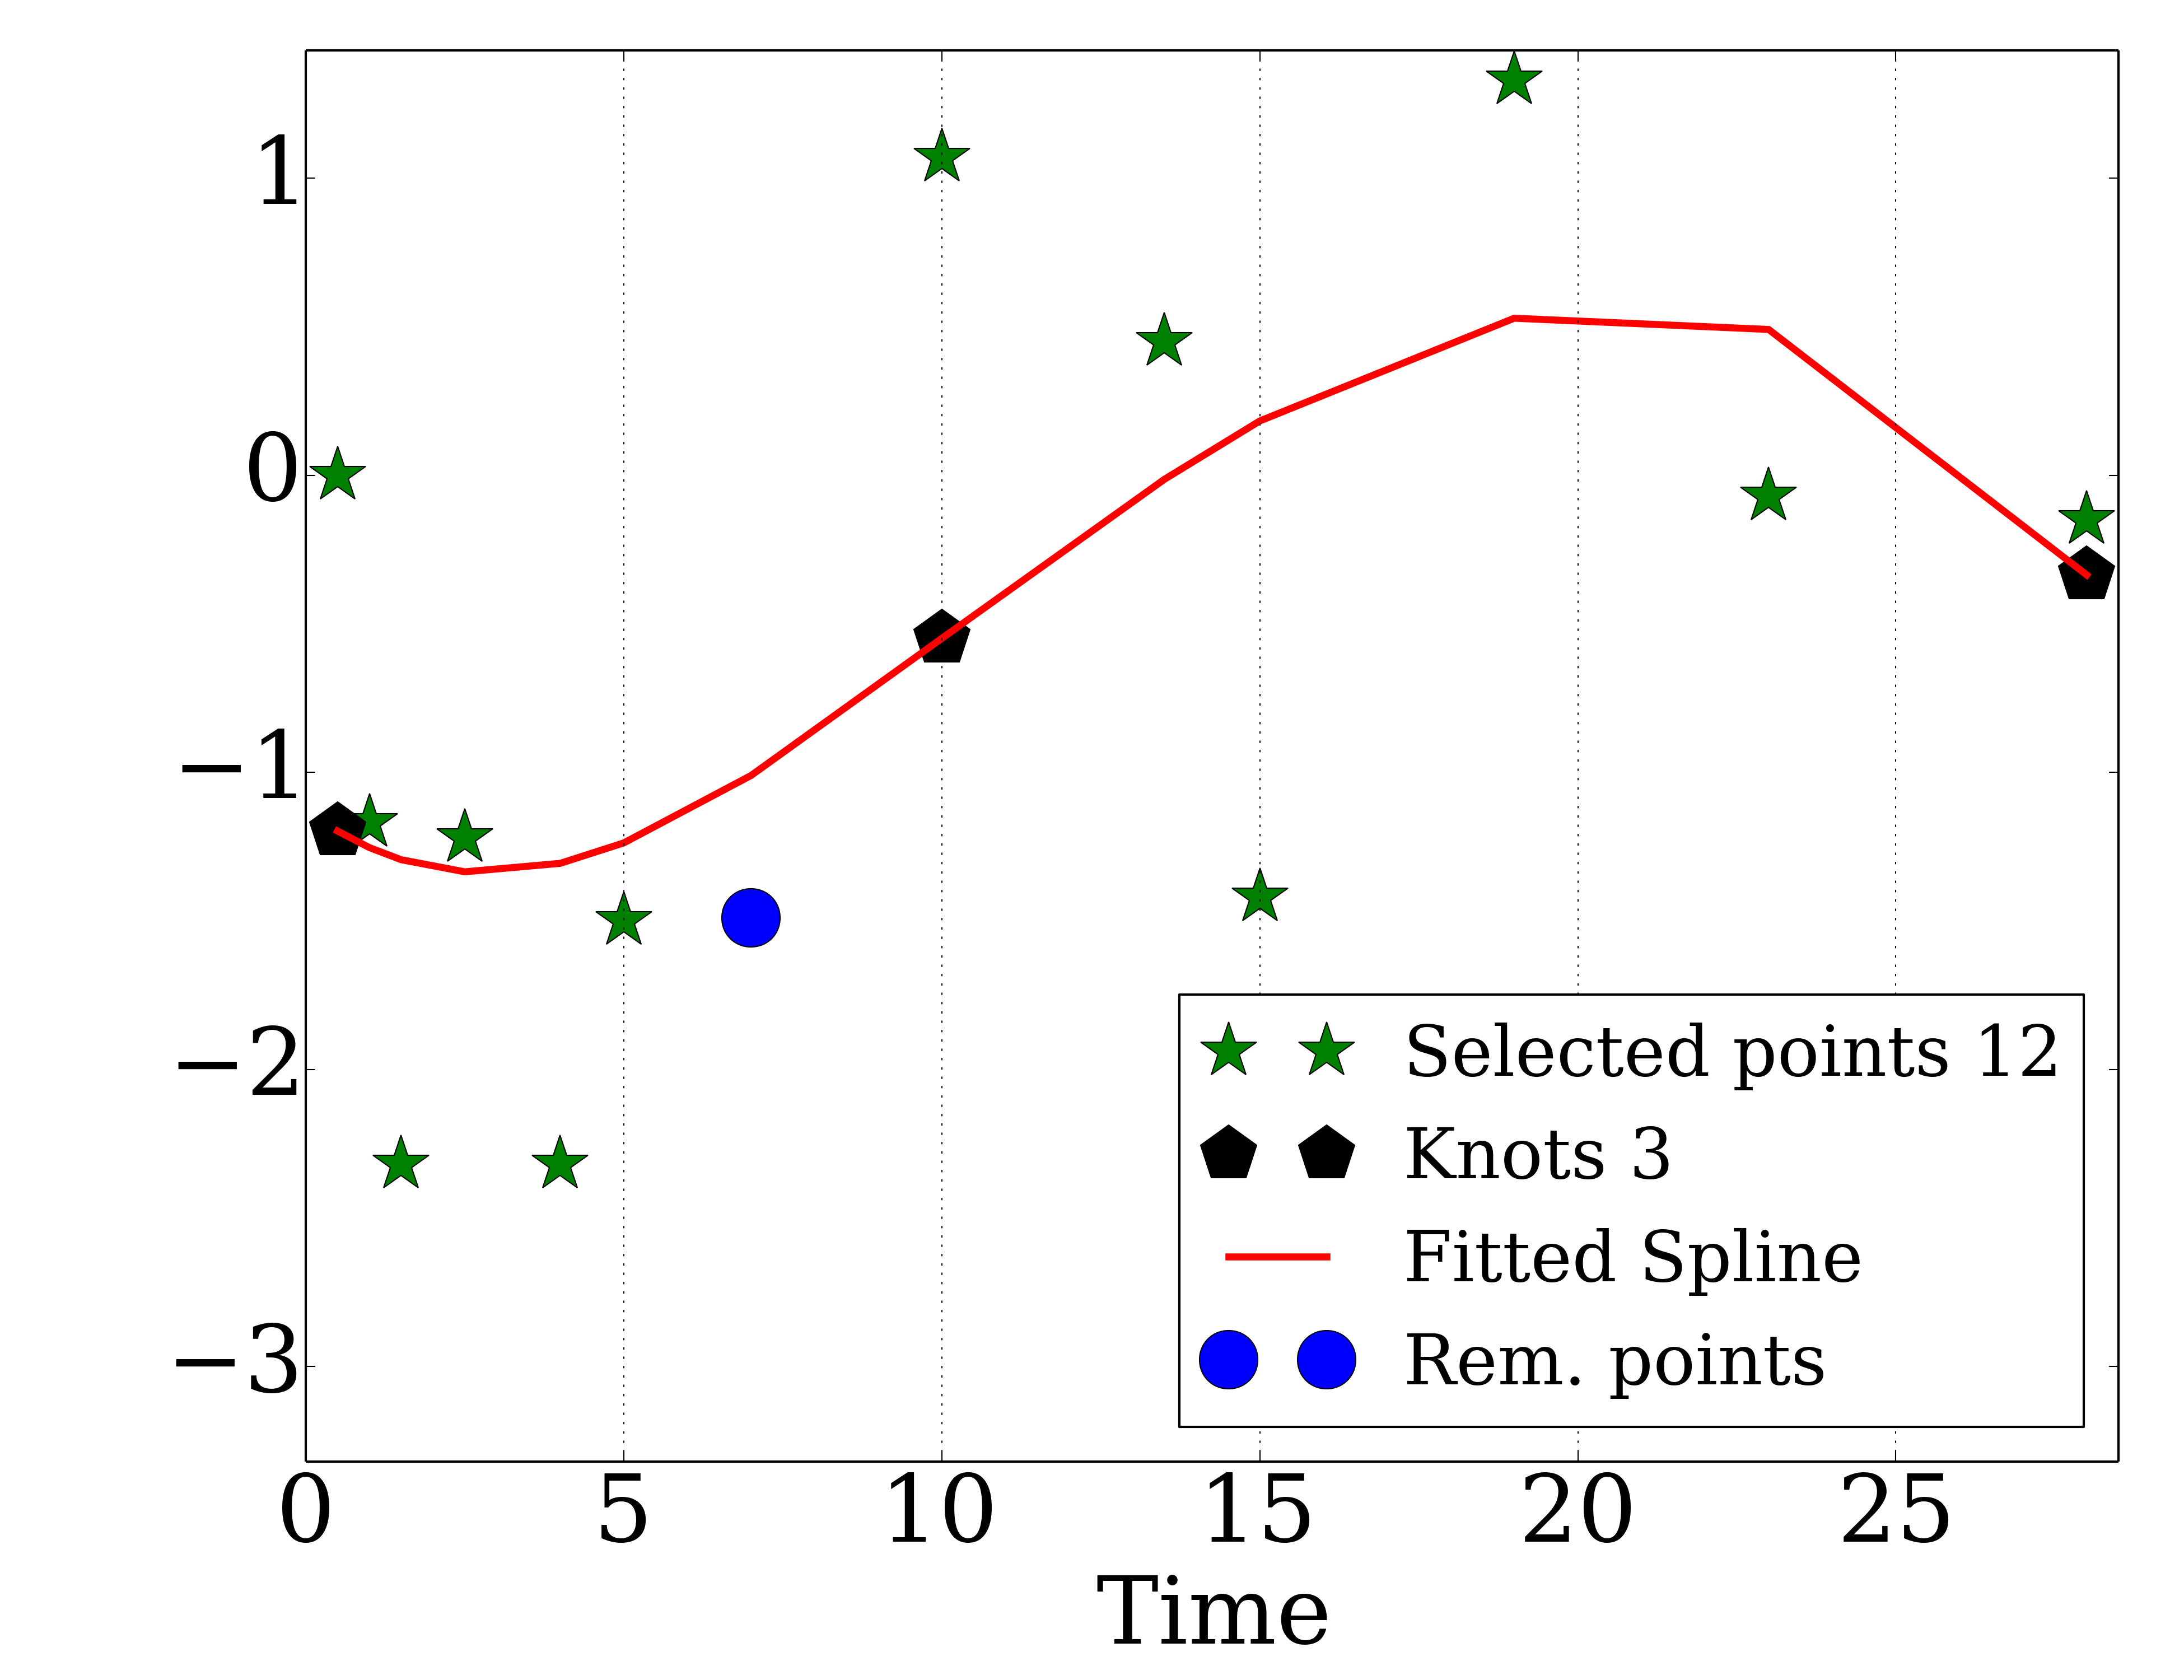 1
0
−1
−2
−3
Selected points 12
Knots 3
Fitted Spline
Rem. points
0 5 10 15 20 25
Time